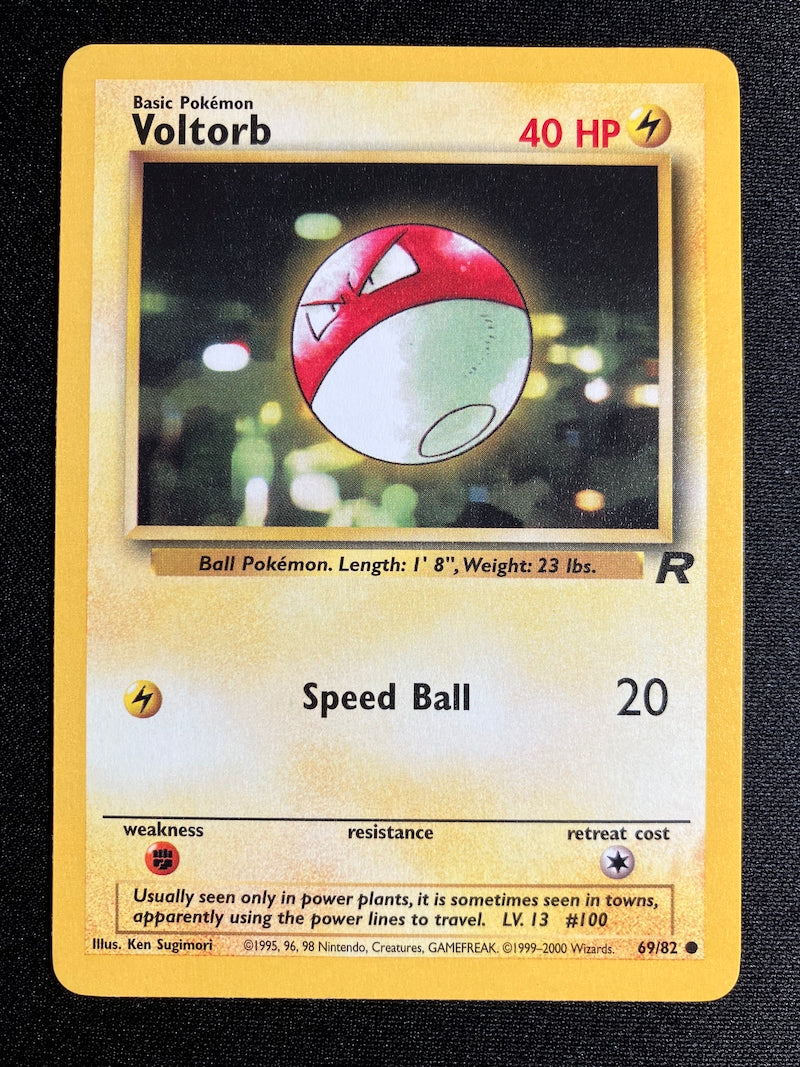 Basic Pokémon
Voltorb
40 HP
Ball Pokémon. Length: 1' 8", Weight: 23 lbs.
R
Speed Ball 20
weakness resistance retreat cost
Usually seen only in power plants, it is sometimes seen in towns,
apparently using the power lines to travel. LV. 13 #100
Illus. Ken Sugimori ©1995, 96, 98 Nintendo, Creatures, GAMEFREAK. ©1999–2000 Wizards. 69/82